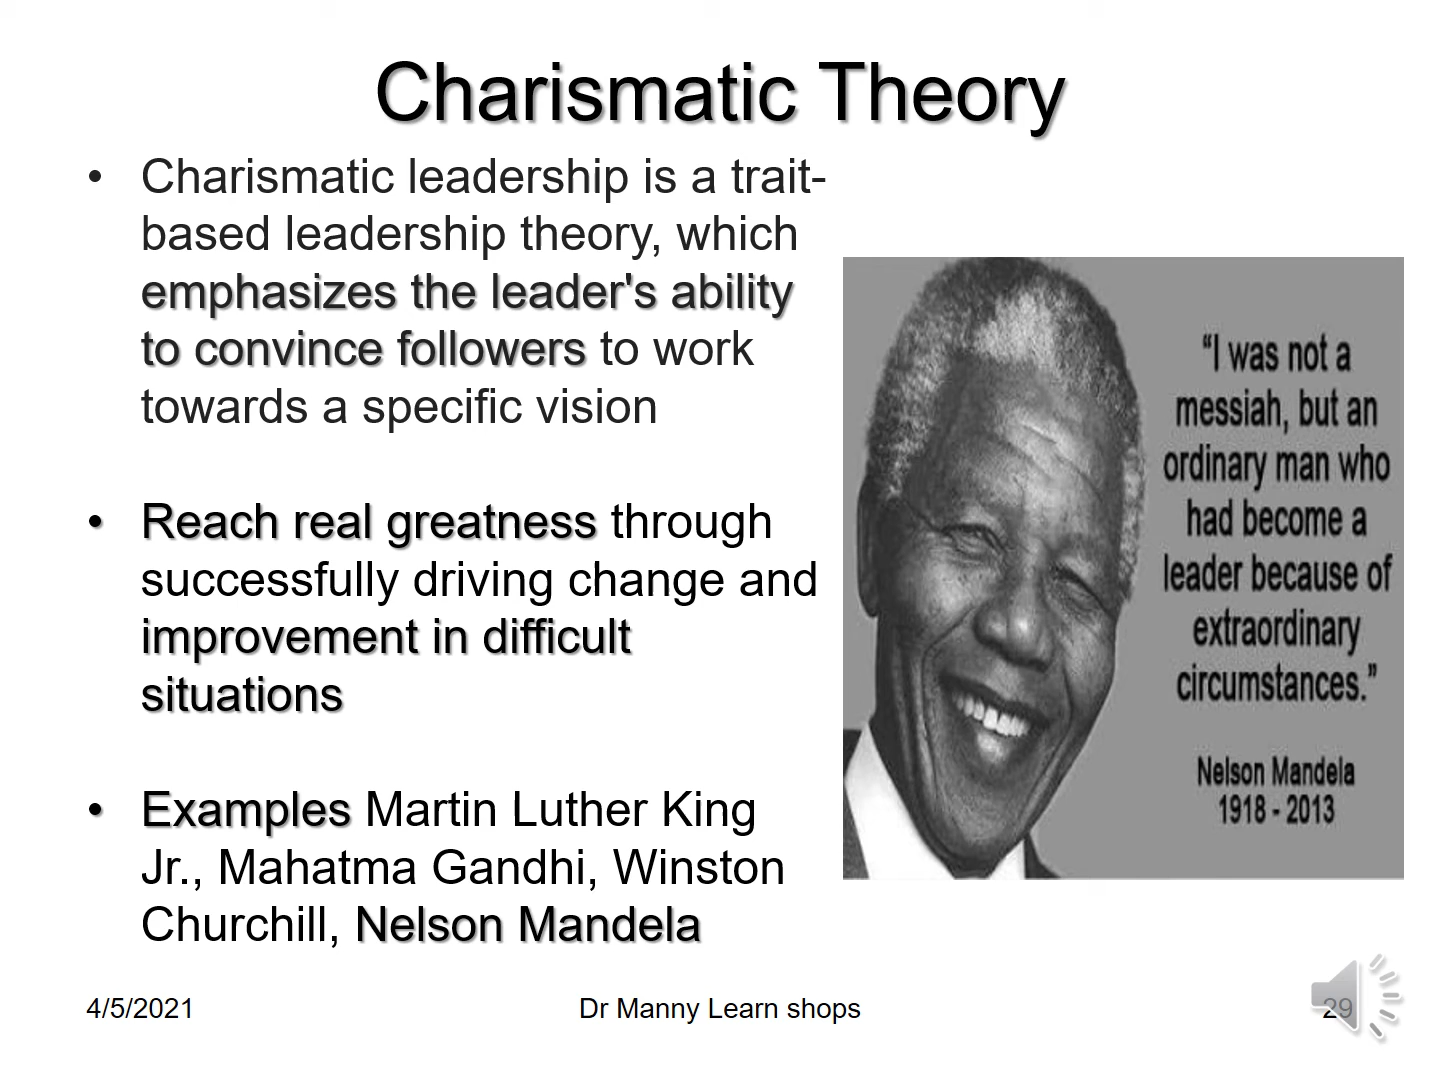 Charismatic Theory
• Charismatic leadership is a trait-
based leadership theory, which
emphasizes the leader's ability
to convince followers to work
towards a specific vision
• Reach real greatness through
successfully driving change and
improvement in difficult
situations
• Examples Martin Luther King
Jr., Mahatma Gandhi, Winston
Churchill, Nelson Mandela
“I was not a
messiah, but an
ordinary man who
had become a
leader because of
extraordinary
circumstances.”
Nelson Mandela
1918 - 2013
4/5/2021
Dr Manny Learn shops
29